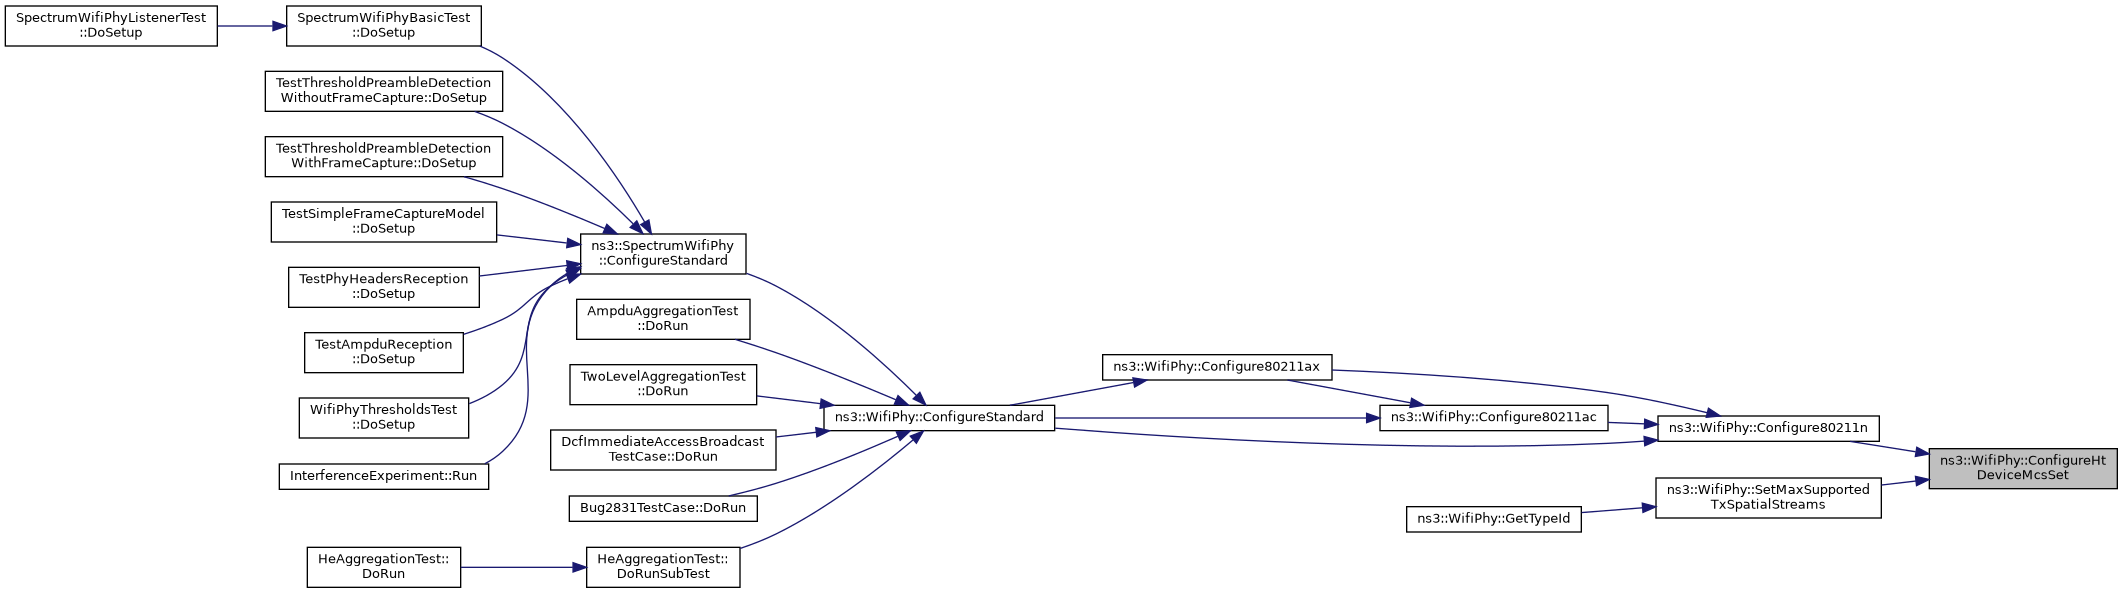 SpectrumWifiPhyListenerTest
::DoSetup
SpectrumWifiPhyBasicTest
::DoSetup
TestThresholdPreambleDetection
WithoutFrameCapture::DoSetup
TestThresholdPreambleDetection
WithFrameCapture::DoSetup
TestSimpleFrameCaptureModel
::DoSetup
TestPhyHeadersReception
::DoSetup
TestAmpduReception
::DoSetup
WifiPhyThresholdsTest
::DoSetup
InterferenceExperiment::Run
HeAggregationTest::
DoRun
ns3::SpectrumWifiPhy
::ConfigureStandard
AmpduAggregationTest
::DoRun
TwoLevelAggregationTest
::DoRun
DcfImmediateAccessBroadcast
TestCase::DoRun
Bug2831TestCase::DoRun
HeAggregationTest::
DoRunSubTest
ns3::WifiPhy::ConfigureStandard
ns3::WifiPhy::Configure80211ax
ns3::WifiPhy::Configure80211ac
ns3::WifiPhy::GetTypeId
ns3::WifiPhy::Configure80211n
ns3::WifiPhy::SetMaxSupported
TxSpatialStreams
ns3::WifiPhy::ConfigureHt
DeviceMcsSet